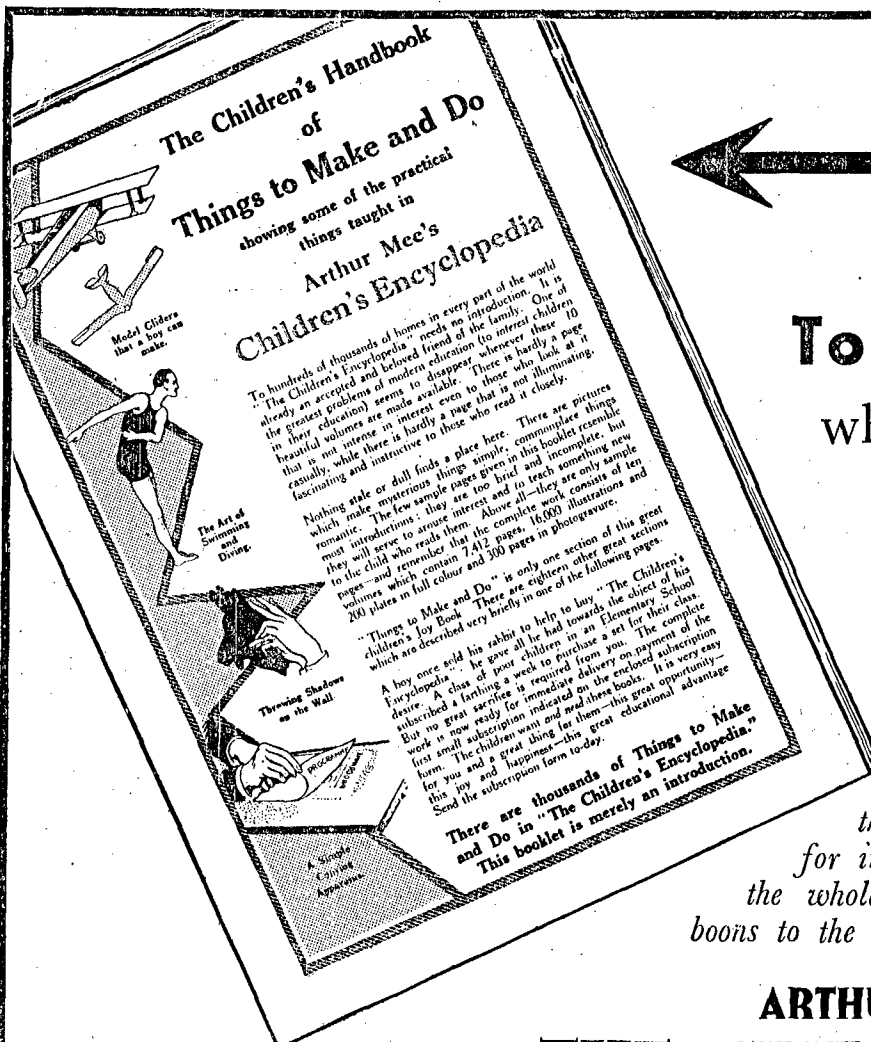 The Children's Handbook
of
Things to Make and Do
showing some of the practical
things taught in
Arthur Mee's
Children's Encyclopedia
To hundreds of thousands of homes in every part of the world
"The Children's Encyclopedia" needs no introduction. It is
already an accepted and beloved friend of the family. One of
the greatest problems of modern education (to interest children
in their education) seems to disappear whenever these 10
beautiful volumes are made available. There is hardly a page
that is not intense in interest even to those who look at it
casually, while there is hardly a page that is not illuminating,
fascinating and instructive to those who read it closely.
Nothing stale or dull finds a place here. There are pictures
which make mysterious things simple, commonplace things
romantic. The few sample pages given in this booklet resemble
most introductions; they are too brief and incomplete, but
they will serve to arouse interest and to teach something new
to the child who reads them. Above all—they are only sample
pages—and remember that the complete work consists of ten
volumes which contain 7,412 pages, 16,000 illustrations and
200 plates in full colour and 300 pages in photogravure.
"Things to Make and Do" is only one section of this great
children's Joy Book. There are eighteen other great sections
which are described very briefly in one of the following pages.
A boy once sold his rabbit to help to buy "The Children's
Encyclopedia"; he gave all he had towards the object of his
desire. A class of poor children in an Elementary School
subscribed a farthing a week to purchase a set for their class.
But no great sacrifice is required from you. The complete
work is now ready for immediate delivery on payment of the
first small subscription indicated on the enclosed subscription
form. The children want and need these books. It is very easy
for you and a great thing for them—this great opportunity—
this joy and happiness—this great educational advantage
Send the subscription form to-day.
There are thousands of Things to Make
and Do in "The Children's Encyclopedia."
This booklet is merely an introduction.
Model Gliders
that a boy can
make.
The Art of
Swimming
and
Diving.
Throwing Shadows
on the Wall
PROGRAMME
A Simple
Copying
Apparatus.
To
wh
th
for in
the whole
boons to the
ARTHU